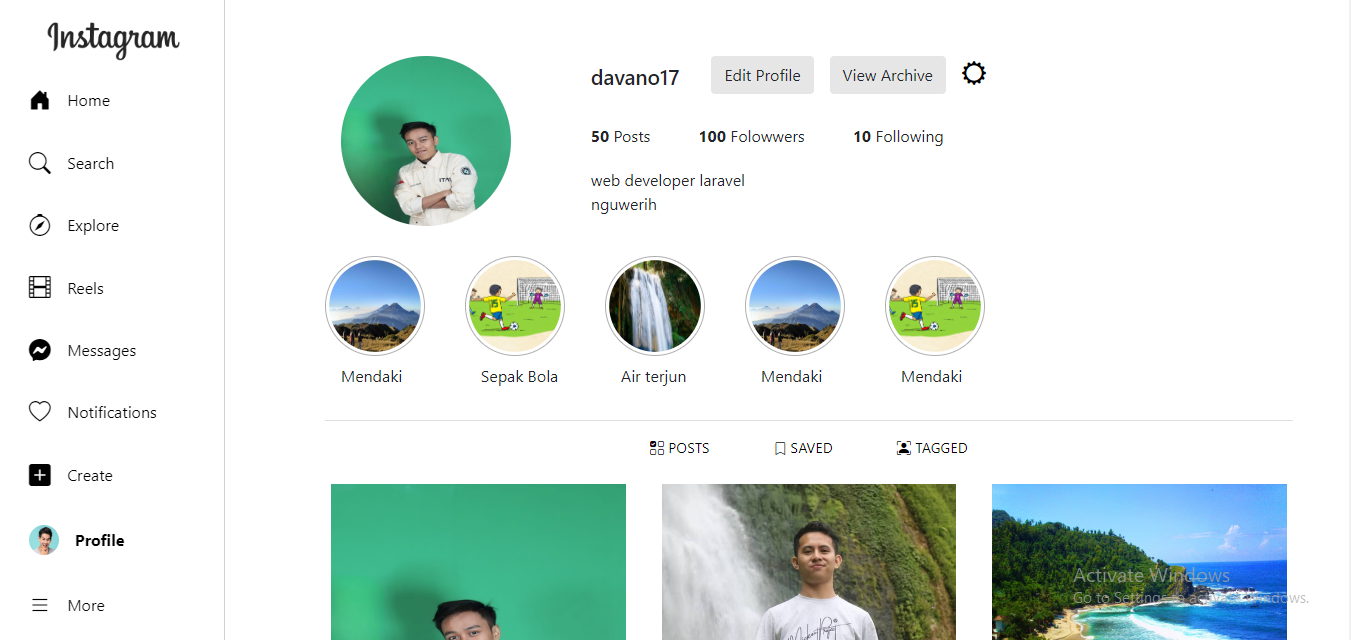 Instagram
Home
Search
Explore
Reels
Messages
Notifications
Create
Profile
More
davano17
Edit Profile
View Archive
50 Posts
100 Folowwers
10 Following
web developer laravel
nguwerih
Mendaki
Sepak Bola
Air terjun
Mendaki
Mendaki
POSTS
SAVED
TAGGED
Activate Windows
Go to Settings to activate Windows.